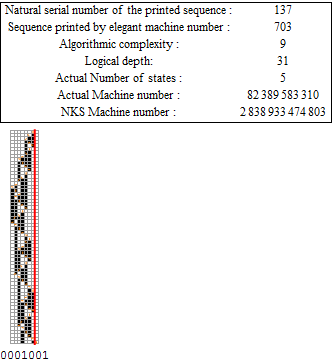 Natural serial number of the printed sequence : 137
Sequence printed by elegant machine number : 703
Algorithmic complexity : 9
Logical depth: 31
Actual Number of states : 5
Actual Machine number : 82 389 583 310
NKS Machine number : 2 838 933 474 803
0001001